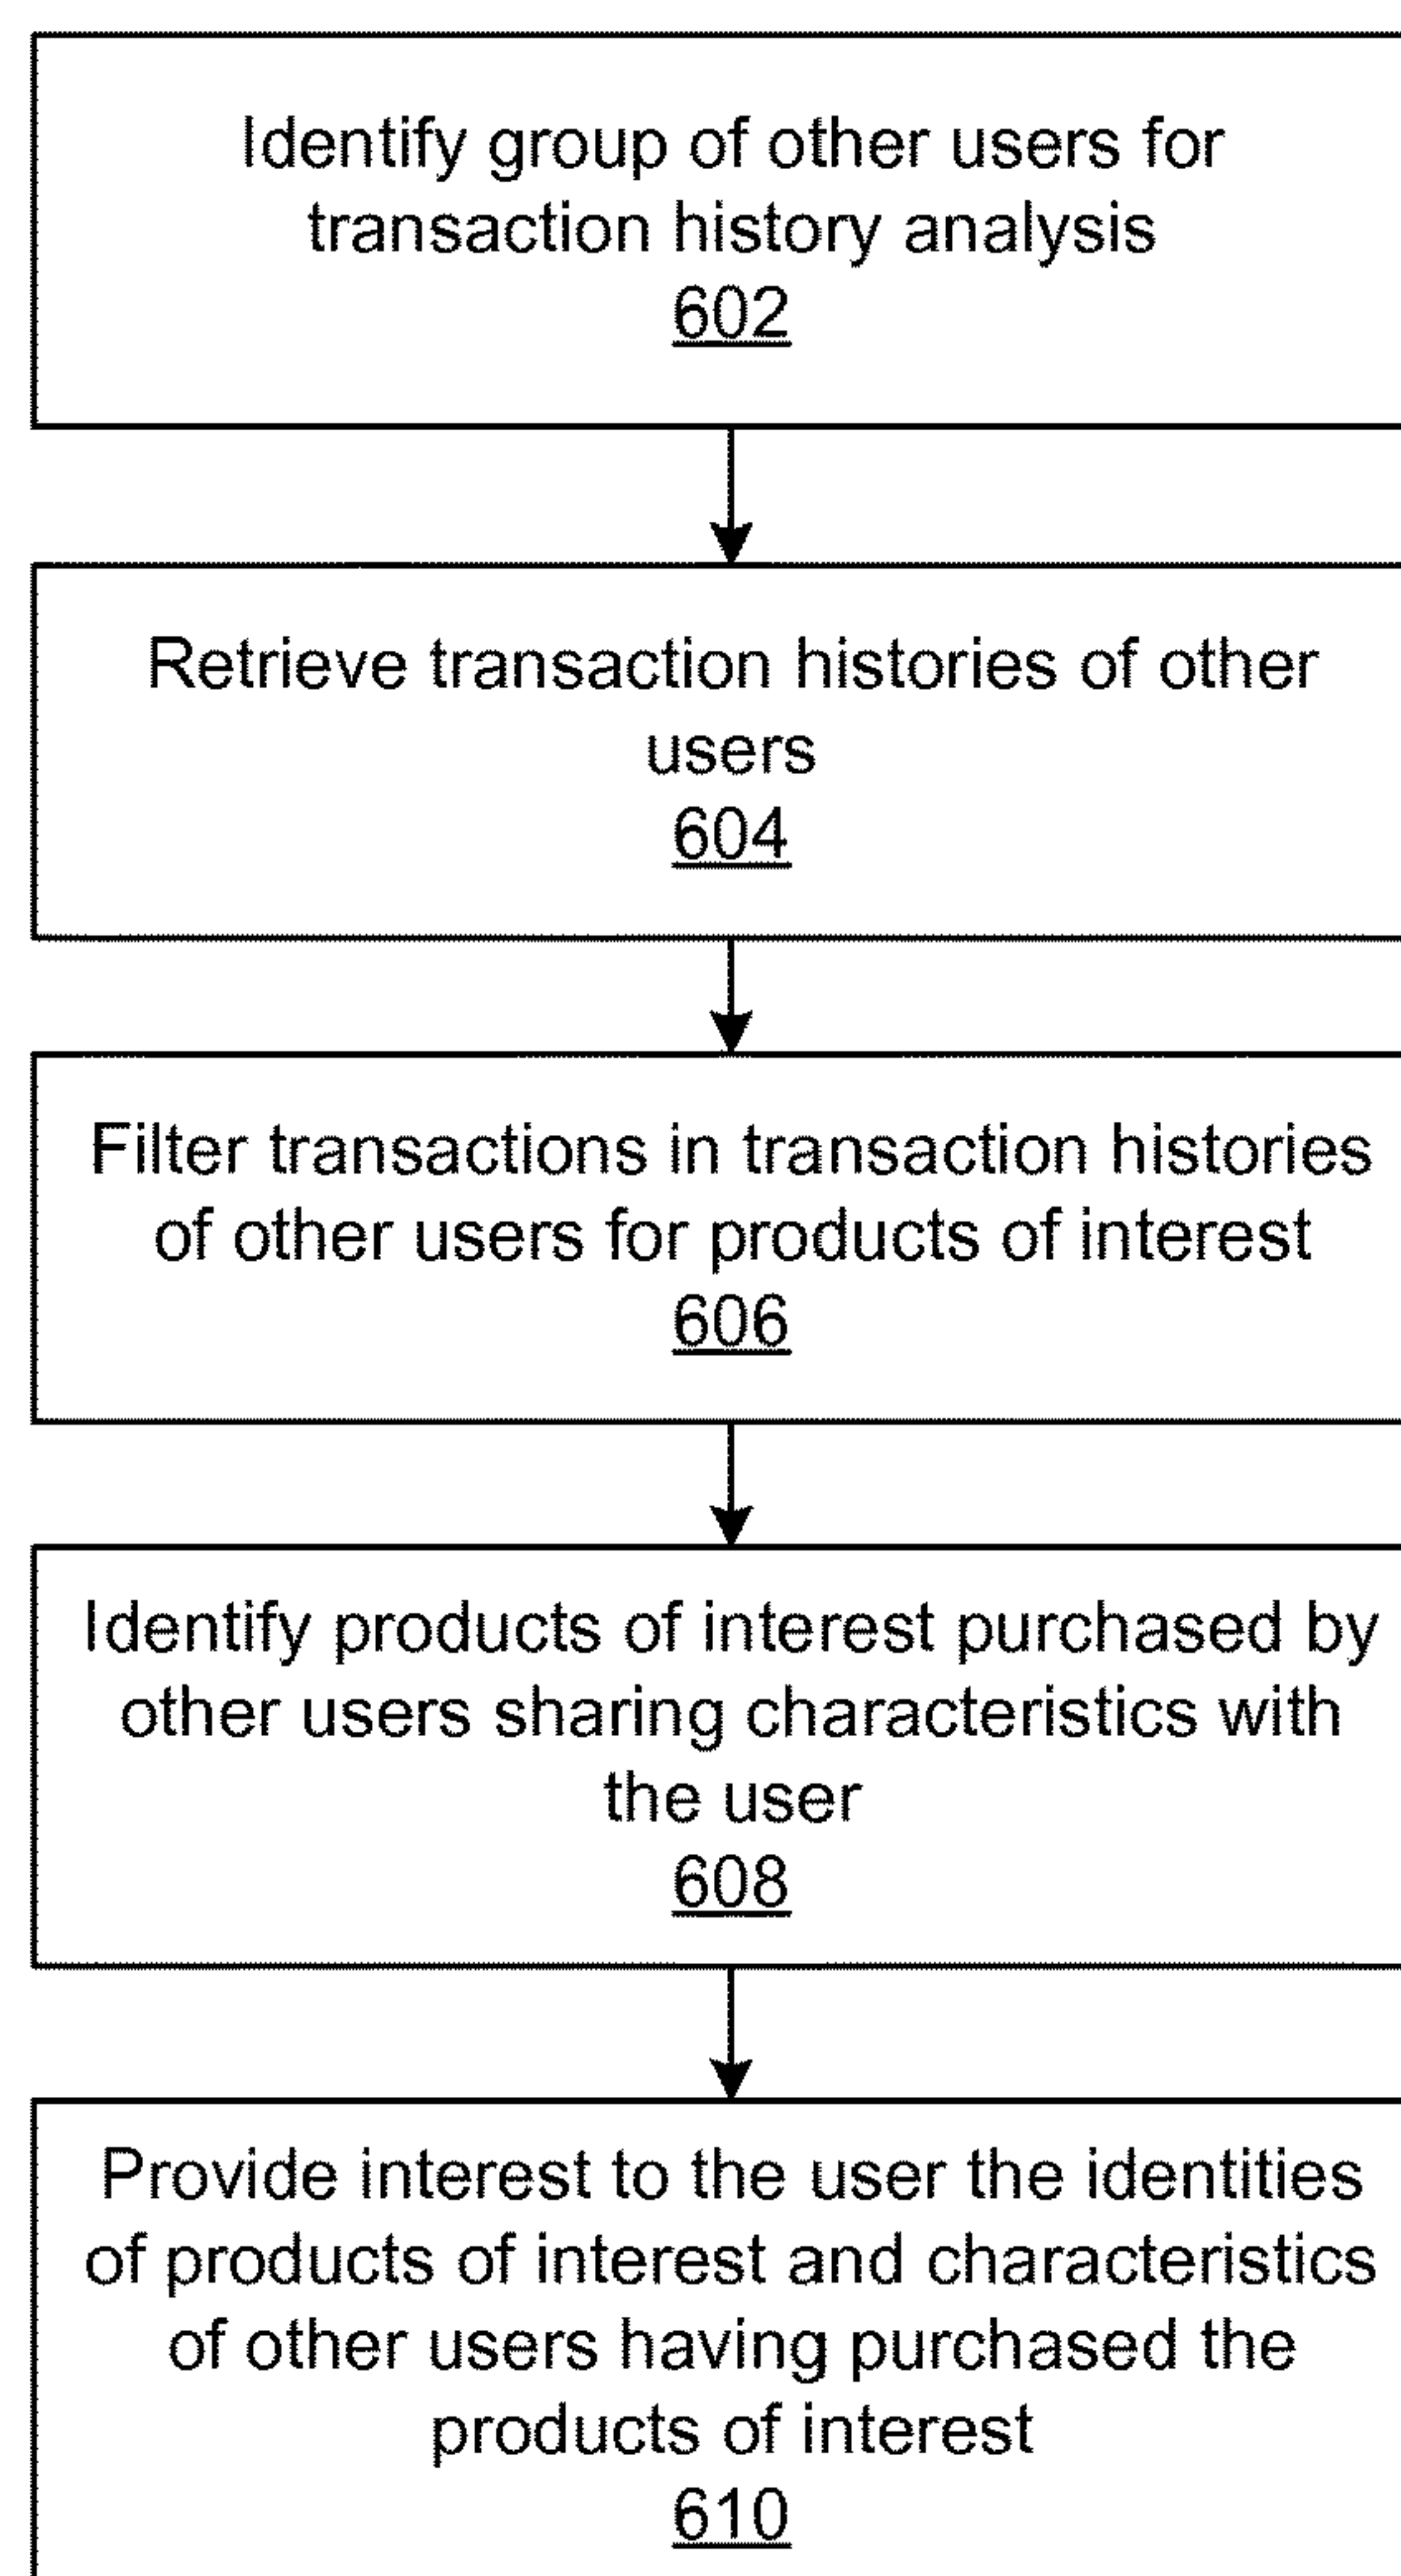 Identify group of other users for
transaction history analysis
602
Retrieve transaction histories of other
users
604
Filter transactions in transaction histories
of other users for products of interest
606
Identify products of interest purchased by
other users sharing characteristics with
the user
608
Provide interest to the user the identities
of products of interest and characteristics
of other users having purchased the
products of interest
610